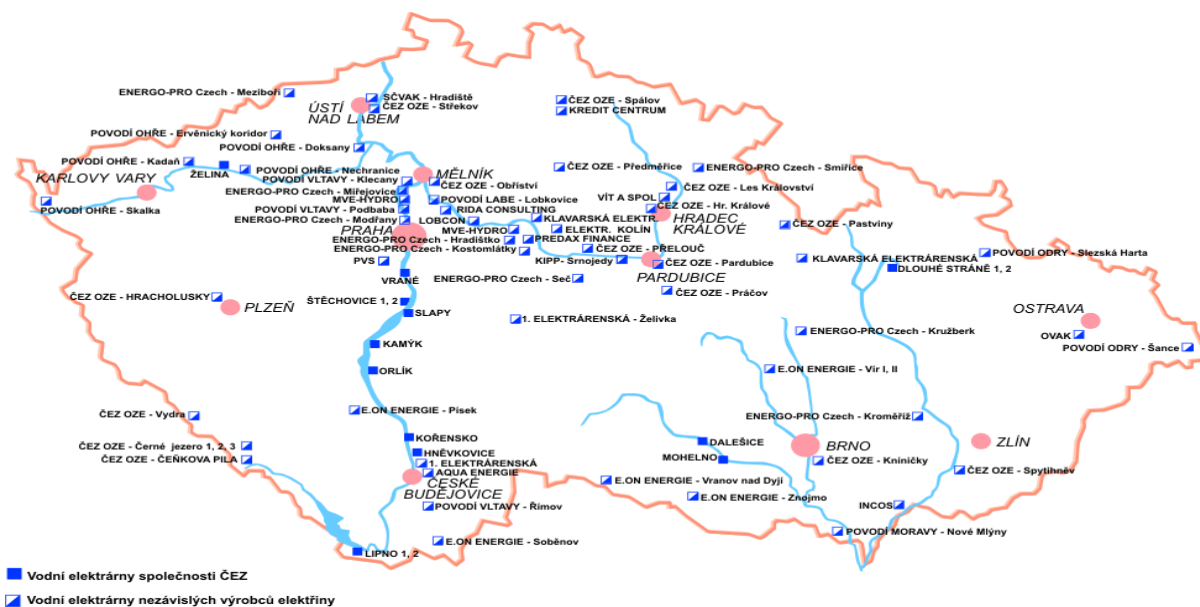 ENERGO-PRO Czech - Meziboří
SČVAK - Hradiště
ÚSTÍ
NAD LABEM
ČEZ OZE - Střekov
ČEZ OZE - Spálov
KREDIT CENTRUM
POVODÍ OHŘE - Ervěnický koridor
POVODÍ OHŘE - Doksany
POVODÍ OHŘE - Kadaň
ŽELINA
POVODÍ OHŘE - Nechranice
KARLOVY VARY
POVODÍ OHŘE - Skalka
MĚLNÍK
POVODÍ VLTAVY - Klecany
ČEZ OZE - Obříství
ENERGO-PRO Czech - Miřejovice
MVE-HYDRO
POVODÍ LABE - Lobkovice
POVODÍ VLTAVY - Podbaba
RIDA CONSULTING
ENERGO-PRO Czech - Modřany
LOBCON
PRAHA
MVE-HYDRO
ENERGO-PRO Czech - Hradištko
ENERGO-PRO Czech - Kostomlátky
PVS
VRANÉ
ČEZ OZE - Předměřice
ENERGO-PRO Czech - Smiřice
ČEZ OZE - Les Království
VÍT A SPOL
ČEZ OZE - Hr. Králové
HRADEC
KRÁLOVÉ
KLAVARSKÁ ELEKTR.
ELEKTR. KOLÍN
PREDAX FINANCE
ČEZ OZE - PŘELOUČ
KIPP- Srnojedy
ČEZ OZE - Pardubice
PARDUBICE
ENERGO-PRO Czech - Seč
ČEZ OZE - Práčov
ČEZ OZE - Pastviny
KLAVARSKÁ ELEKTRÁRENSKÁ
DLOUHÉ STRÁNĚ 1, 2
POVODÍ ODRY - Slezská Harta
ČEZ OZE - HRACHOLUSKY
PLZEŇ
ŠTĚCHOVICE 1, 2
SLAPY
1. ELEKTRÁRENSKÁ - Želivka
KAMÝK
ORLÍK
ENERGO-PRO Czech - Kružberk
OSTRAVA
OVAK
POVODÍ ODRY - Šance
E.ON ENERGIE - Vír I, II
ČEZ OZE - Vydra
E.ON ENERGIE - Písek
ENERGO-PRO Czech - Kroměříž
ČEZ OZE - Černé jezero 1, 2, 3
ČEZ OZE - ČEŇKOVA PILA
KOŘENSKO
HNĚVKOVICE
1. ELEKTRÁRENSKÁ
AQUA ENERGIE
ČESKÉ
BUDĚJOVICE
DALEŠICE
MOHELNO
BRNO
ČEZ OZE - Kníničky
ZLÍN
ČEZ OZE - Spytihněv
E.ON ENERGIE - Vranov nad Dyjí
E.ON ENERGIE - Znojmo
INCOS
POVODÍ VLTAVY - Římov
POVODÍ MORAVY - Nové Mlýny
E.ON ENERGIE - Soběnov
LIPNO 1, 2
Vodní elektrárny společnosti ČEZ
Vodní elektrárny nezávislých výrobců elektřiny